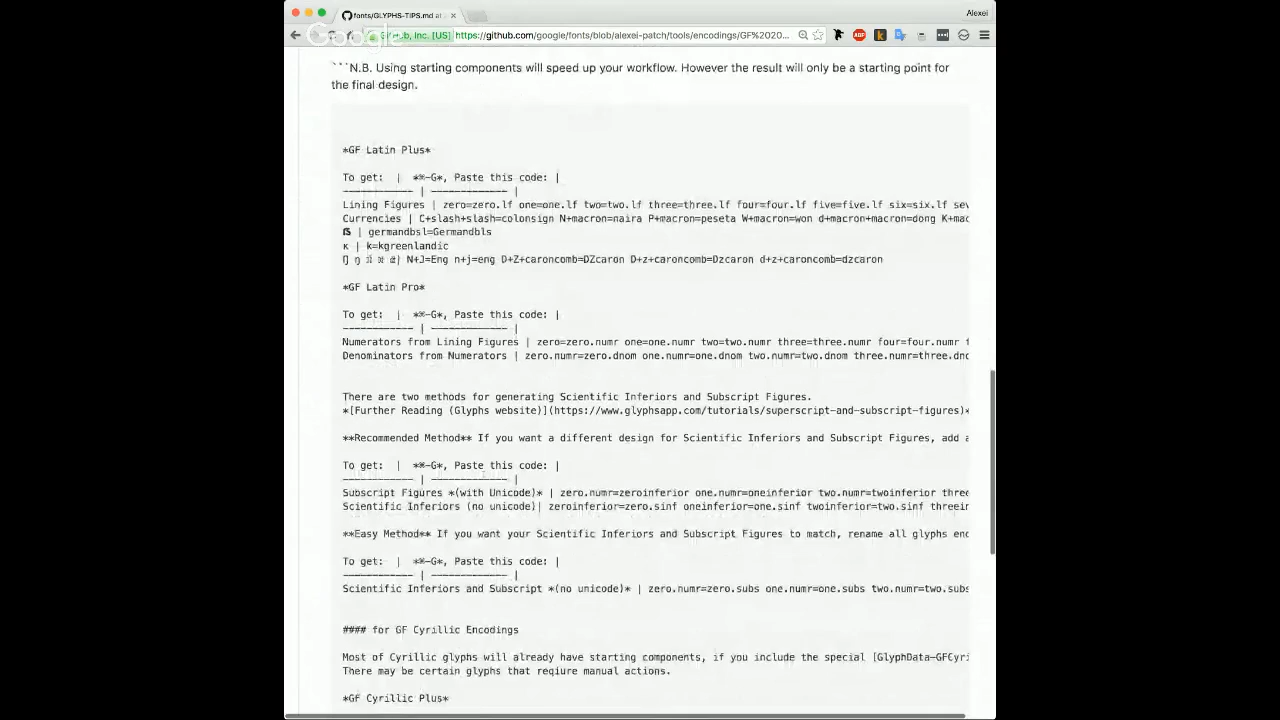 fonts/GLYPHS-TIPS.md at
Alexei
Google
Hub, Inc. [US] https://github.com/google/fonts/blob/alexei-patch/tools/encodings/GF%2020...
```N.B. Using starting components will speed up your workflow. However the result will only be a starting point for
the final design.
*GF Latin Plus*
To get: | *⌘-G*, Paste this code: |
------------ | ------------- |
Lining Figures | zero=zero.lf one=one.lf two=two.lf three=three.lf four=four.lf five=five.lf six=six.lf sev
Currencies | C+slash+slash=colonsign N+macron=naira P+macron=peseta W+macron=won d+macron+macron=dong K+mac
ẞ | germandbsl=Germandbls
ĸ | k=kgreenlandic
| N+J=Eng n+j=eng D+Z+caroncomb=DZcaron D+z+caroncomb=Dzcaron d+z+caroncomb=dzcaron
*GF Latin Pro*
To get: | *⌘-G*, Paste this code: |
------------ | ------------- |
Numerators from Lining Figures | zero=zero.numr one=one.numr two=two.numr three=three.numr four=four.numr f
Denominators from Numerators | zero.numr=zero.dnom one.numr=one.dnom two.numr=two.dnom three.numr=three.dno
There are two methods for generating Scientific Inferiors and Subscript Figures.
*[Further Reading (Glyphs website)](https://www.glyphsapp.com/tutorials/superscript-and-subscript-figures)*
**Recommended Method** If you want a different design for Scientific Inferiors and Subscript Figures, add a
To get: | *⌘-G*, Paste this code: |
------------ | ------------- |
Subscript Figures *(with Unicode)* | zero.numr=zeroinferior one.numr=oneinferior two.numr=twoinferior three
Scientific Inferiors (no unicode)| zeroinferior=zero.sinf oneinferior=one.sinf twoinferior=two.sinf threein
**Easy Method** If you want your Scientific Inferiors and Subscript Figures to match, rename all glyphs end
To get: | *⌘-G*, Paste this code: |
------------ | ------------- |
Scientific Inferiors and Subscript *(no unicode)* | zero.numr=zero.subs one.numr=one.subs two.numr=two.subs
#### for GF Cyrillic Encodings
Most of Cyrillic glyphs will already have starting components, if you include the special [GlyphData-GFCyri
There may be certain glyphs that reqiure manual actions.
*GF Cyrillic Plus*